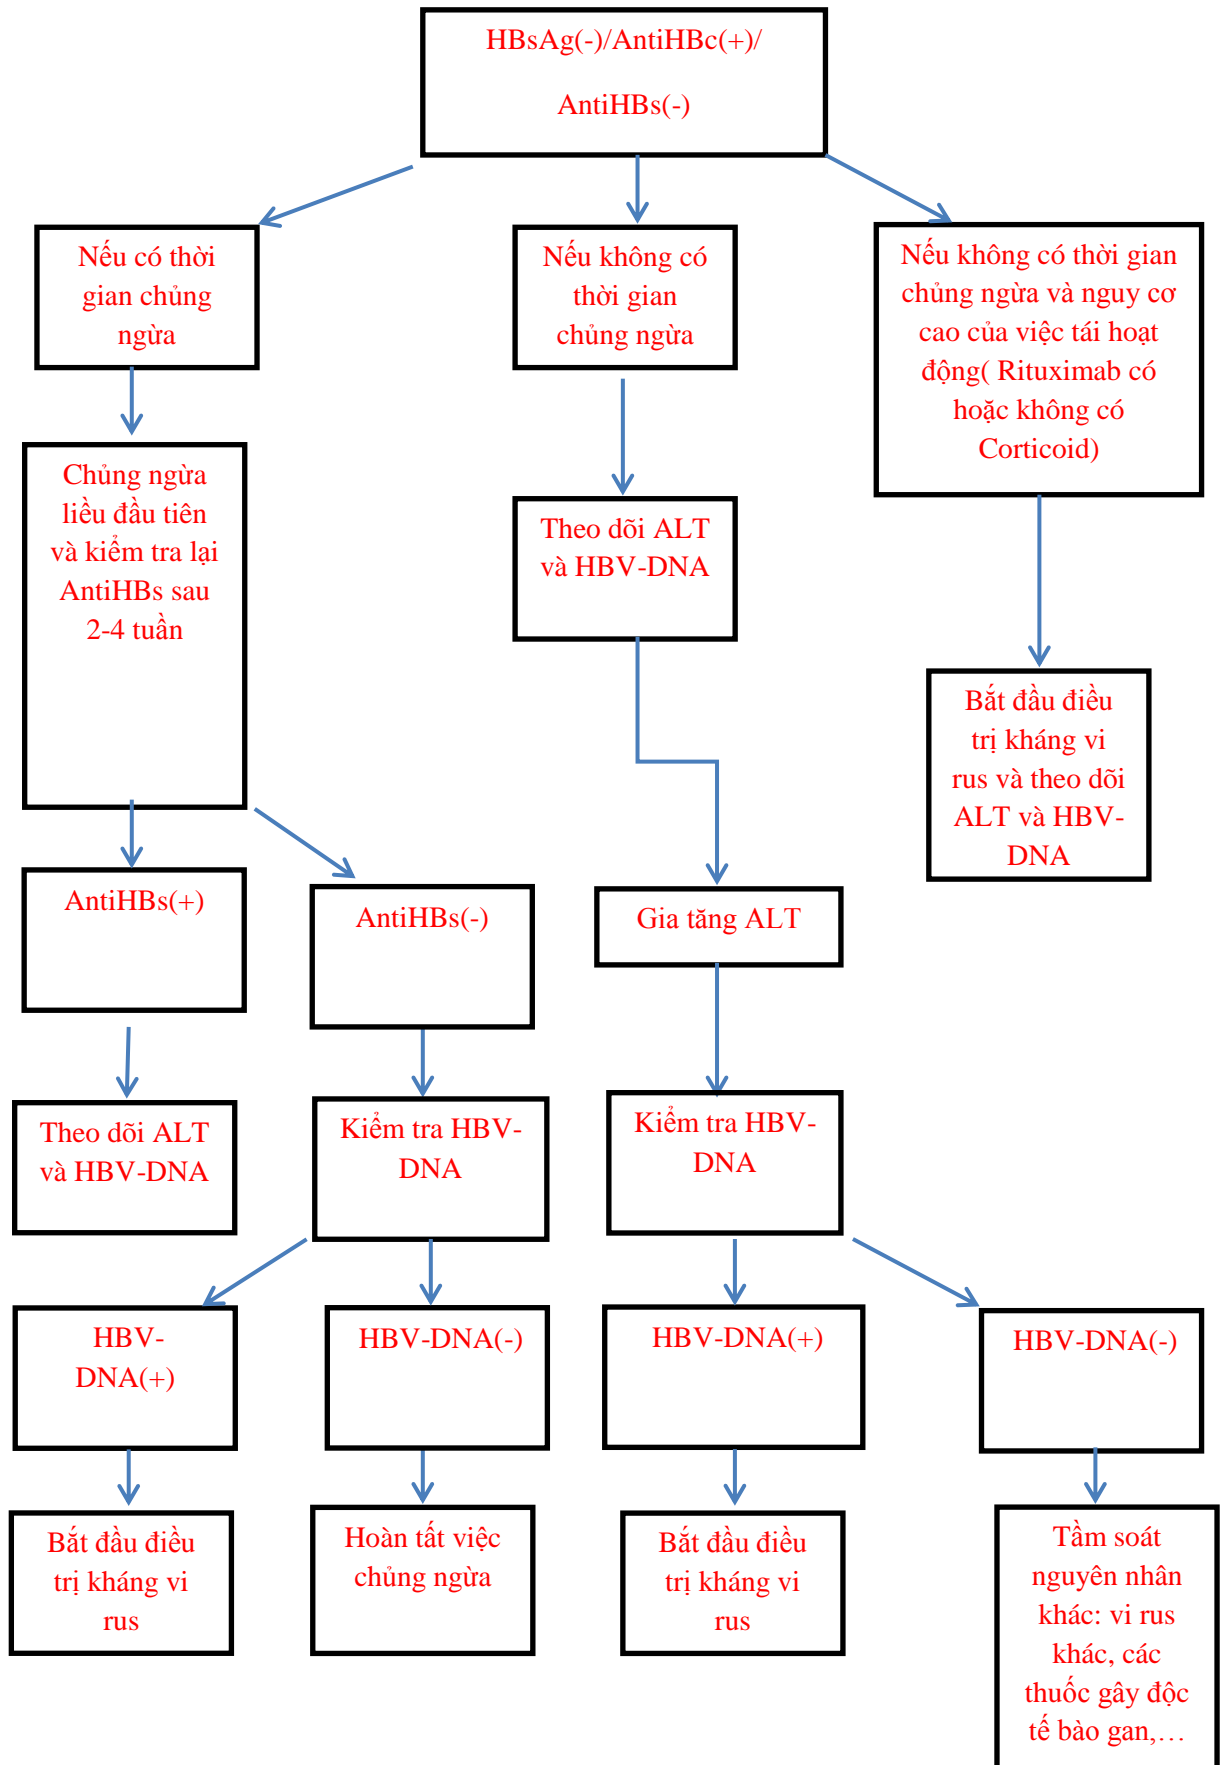 HBsAg(-)/AntiHBc(+)/
AntiHBs(-)
Nếu có thời
gian chủng
ngừa
Nếu không có
thời gian
chủng ngừa
Nếu không có thời gian
chủng ngừa và nguy cơ
cao của việc tái hoạt
động( Rituximab có
hoặc không có
Corticoid)
Chủng ngừa
liều đầu tiên
và kiểm tra lại
AntiHBs sau
2-4 tuần
Theo dõi ALT
và HBV-DNA
Bắt đầu điều
trị kháng vi
rus và theo dõi
ALT và HBV-
DNA
AntiHBs(+)
AntiHBs(-)
Gia tăng ALT
Theo dõi ALT
và HBV-DNA
Kiểm tra HBV-
DNA
Kiểm tra HBV-
DNA
HBV-
DNA(+)
HBV-DNA(-)
HBV-DNA(+)
HBV-DNA(-)
Bắt đầu điều
trị kháng vi
rus
Hoàn tất việc
chủng ngừa
Bắt đầu điều
trị kháng vi
rus
Tầm soát
nguyên nhân
khác: vi rus
khác, các
thuốc gây độc
tế bào gan,…